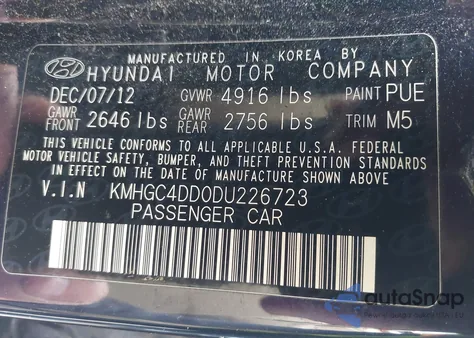 MANUFACTURED IN KOREA BY
HYUNDAI MOTOR COMPANY
DEC/07/12 GVWR 4916 lbs PAINT PUE
GAWR FRONT 2646 lbs GAWR REAR 2756 lbs TRIM M5
THIS VEHICLE CONFORMS TO ALL APPLICABLE U.S.A. FEDERAL
MOTOR VEHICLE SAFETY, BUMPER, AND THEFT PREVENTION STANDARDS
IN EFFECT ON THE DATE OF MANUFACTURE SHOWN ABOVE.
V.I.N KMHGC4DD0DU226723
PASSENGER CAR
autoSnap